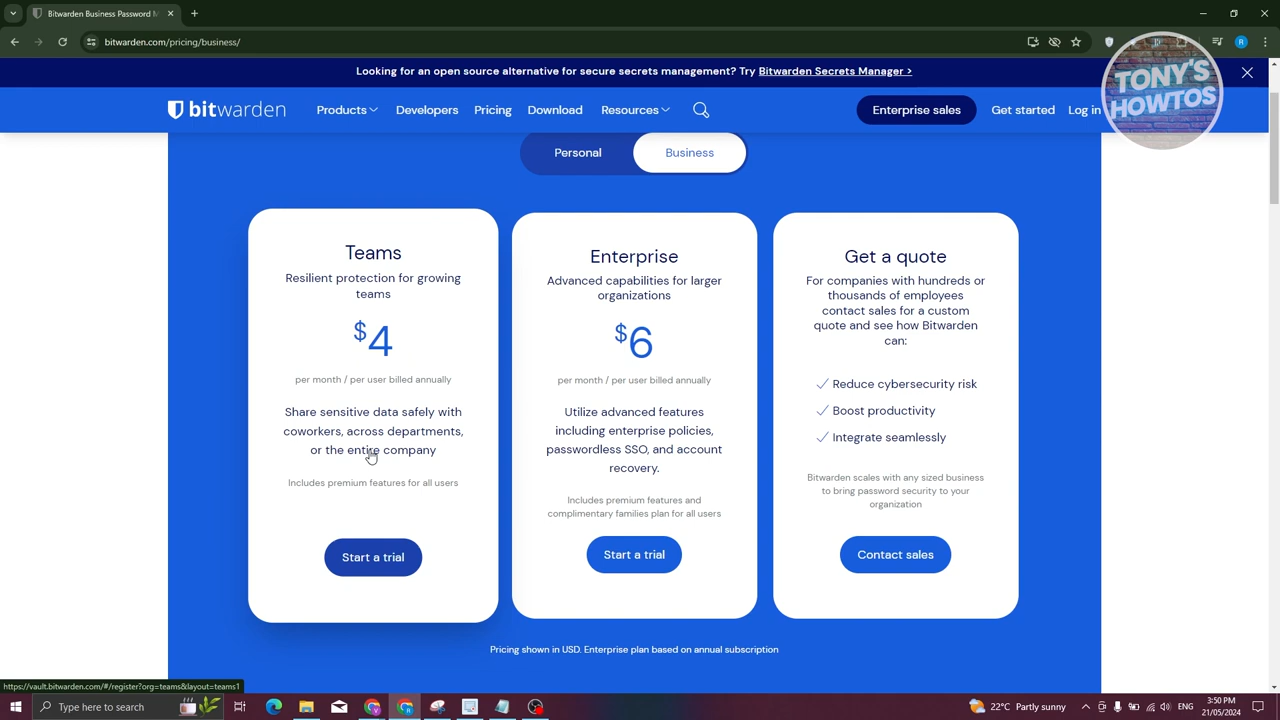 Bitwarden Business Password M
bitwarden.com/pricing/business/
Looking for an open source alternative for secure secrets management? Try Bitwarden Secrets Manager >
TONY'S
HOWTOS
bitwarden
Products
Developers
Pricing
Download
Resources
Enterprise sales
Get started
Log in
Personal
Business
Teams
Resilient protection for growing
teams
$4
per month / per user billed annually
Share sensitive data safely with
coworkers, across departments,
or the entire company
Includes premium features for all users
Start a trial
Enterprise
Advanced capabilities for larger
organizations
$6
per month / per user billed annually
Utilize advanced features
including enterprise policies,
passwordless SSO, and account
recovery.
Includes premium features and
complimentary families plan for all users
Start a trial
Get a quote
For companies with hundreds or
thousands of employees
contact sales for a custom
quote and see how Bitwarden
can:
Reduce cybersecurity risk
Boost productivity
Integrate seamlessly
Bitwarden scales with any sized business
to bring password security to your
organization
Contact sales
Pricing shown in USD. Enterprise plan based on annual subscription
https://vault.bitwarden.com/#/register?org=teams&layout=teams1
Type here to search
22°C Partly sunny
3:50 PM
21/05/2024